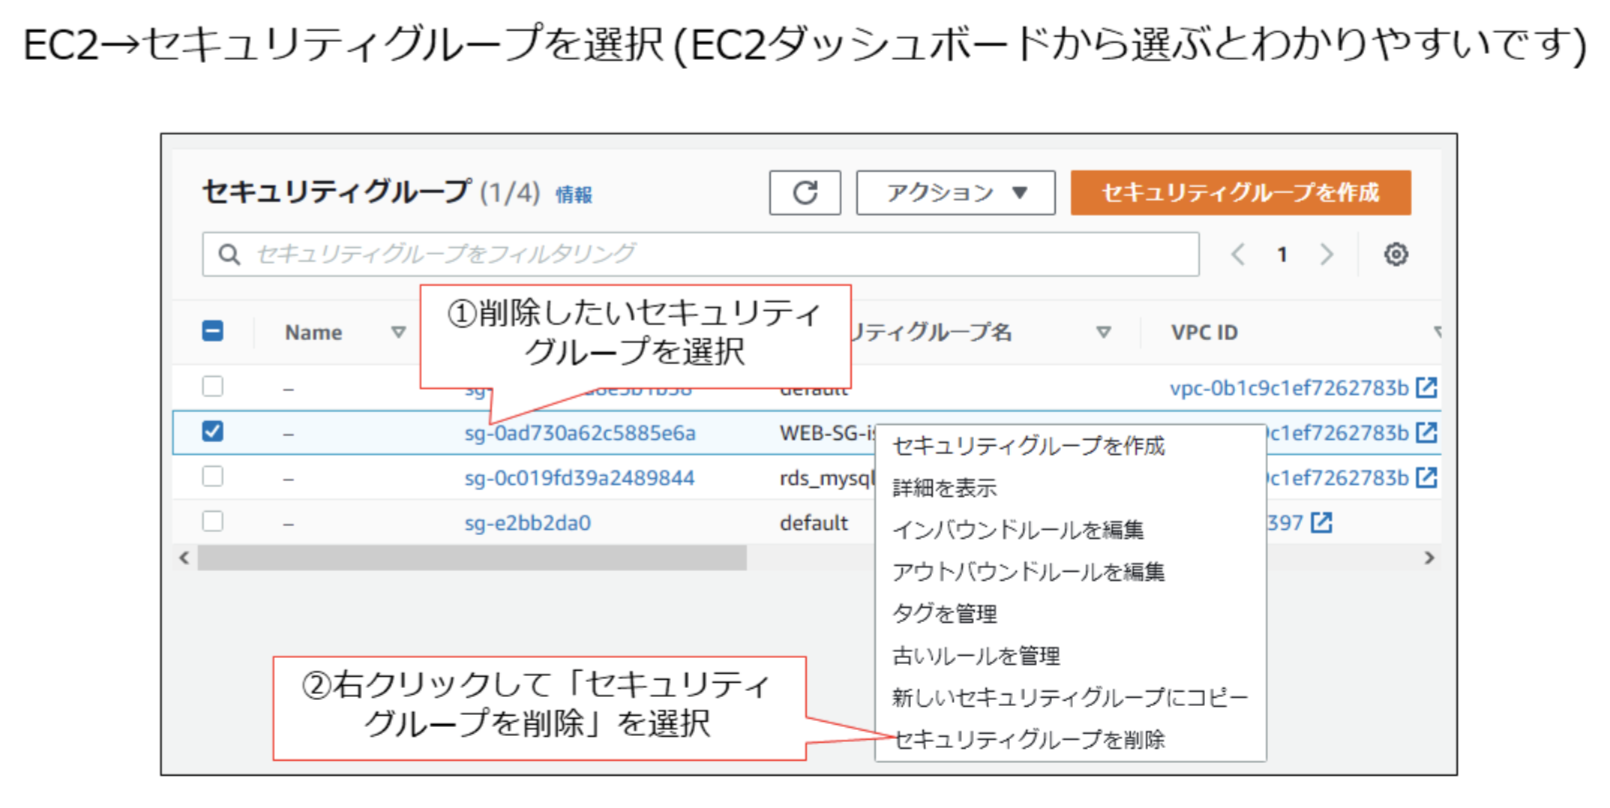 EC2→セキュリティグループを選択(EC2ダッシュボードから選ぶとわかりやすいです)
セキュリティグループ (1/4) 情報
アクション ▼
セキュリティグループを作成
セキュリティグループをフィルタリング
1
①削除したいセキュリティ
グループを選択
Name
リティグループ名
VPC ID
–
default
vpc-0b1c9c1ef7262783b
–
sg-0ad730a62c5885e6a
WEB-SG-is
c1ef7262783b
–
sg-0c019fd39a2489844
rds_mysql
c1ef7262783b
–
sg-e2bb2da0
default
397
セキュリティグループを作成
詳細を表示
インバウンドルールを編集
アウトバウンドルールを編集
タグを管理
古いルールを管理
新しいセキュリティグループにコピー
セキュリティグループを削除
②右クリックして「セキュリティ
グループを削除」を選択